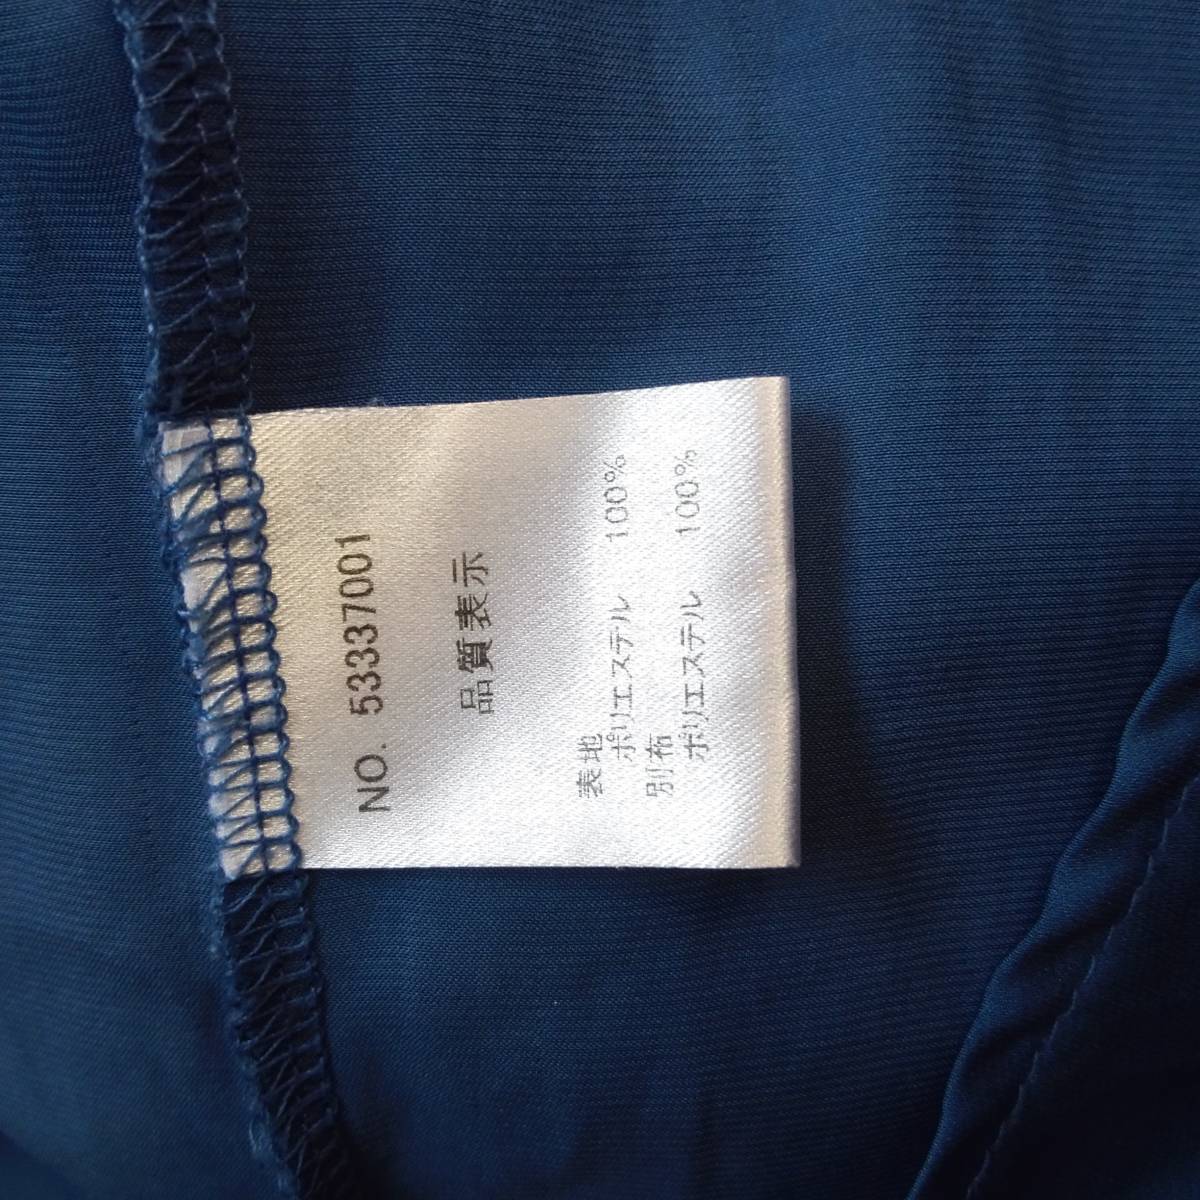 NO. 5337001
品質表示
表地
ポリエステル 100%
別布
ポリエステル 100%